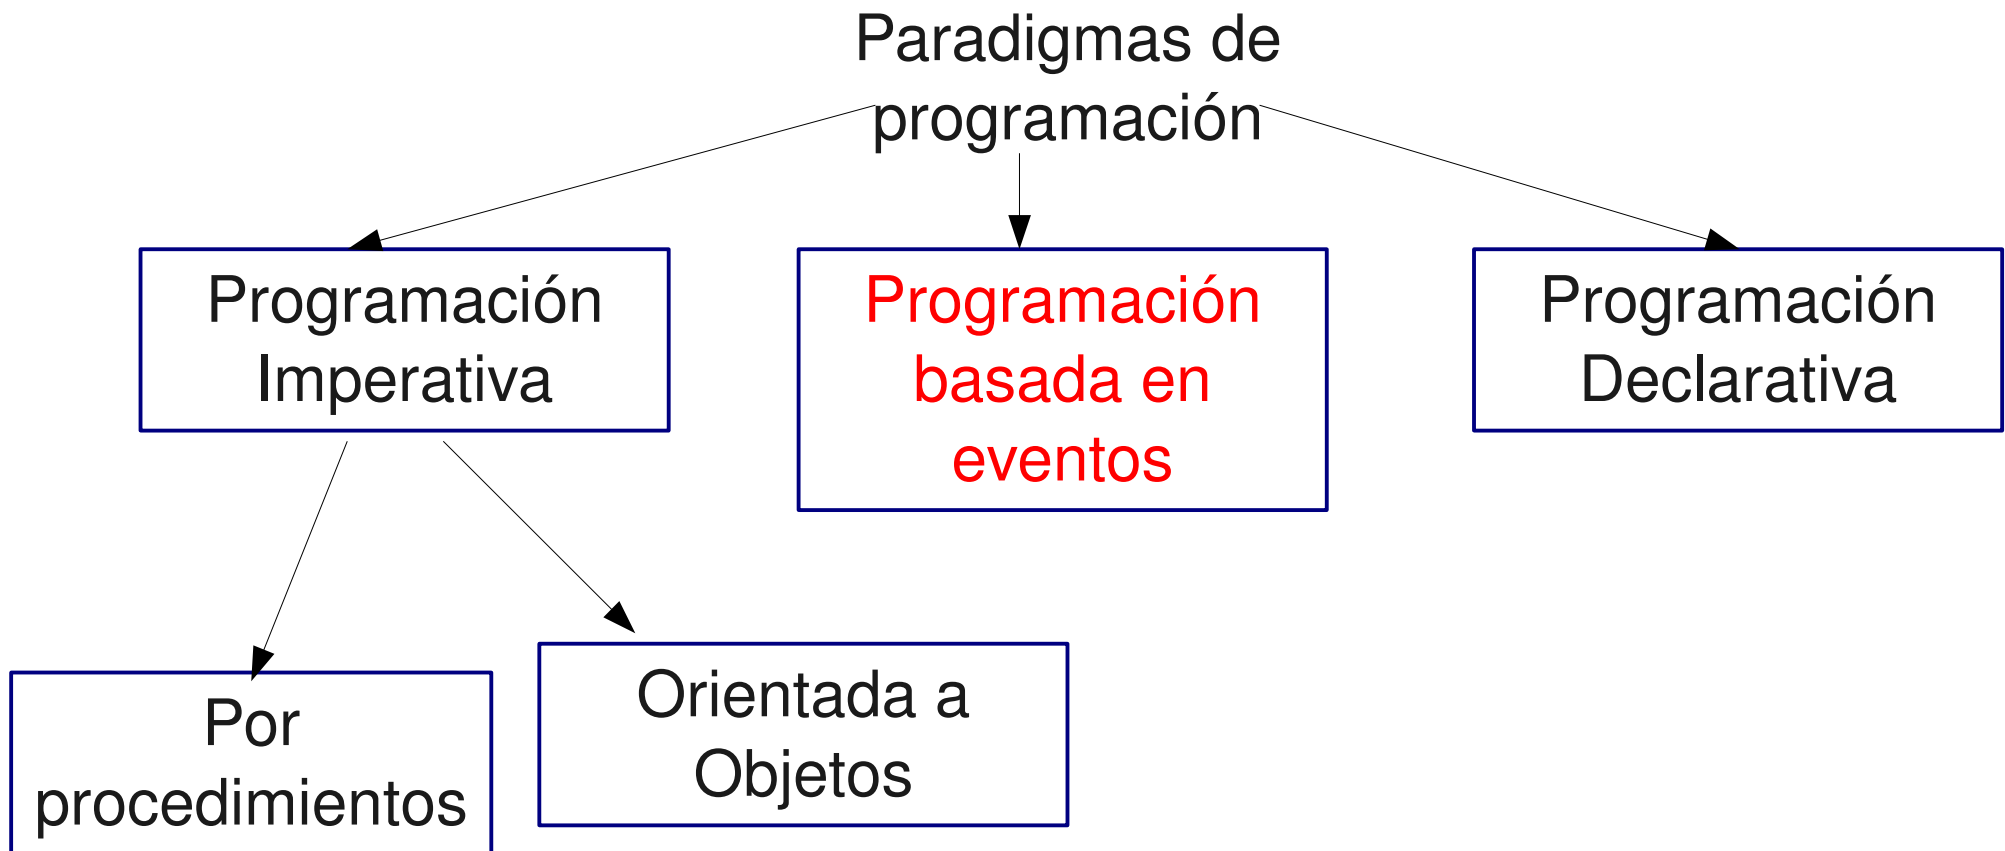 Paradigmas de
programación
Programación
Imperativa
Programación
basada en
eventos
Programación
Declarativa
Por
procedimientos
Orientada a
Objetos